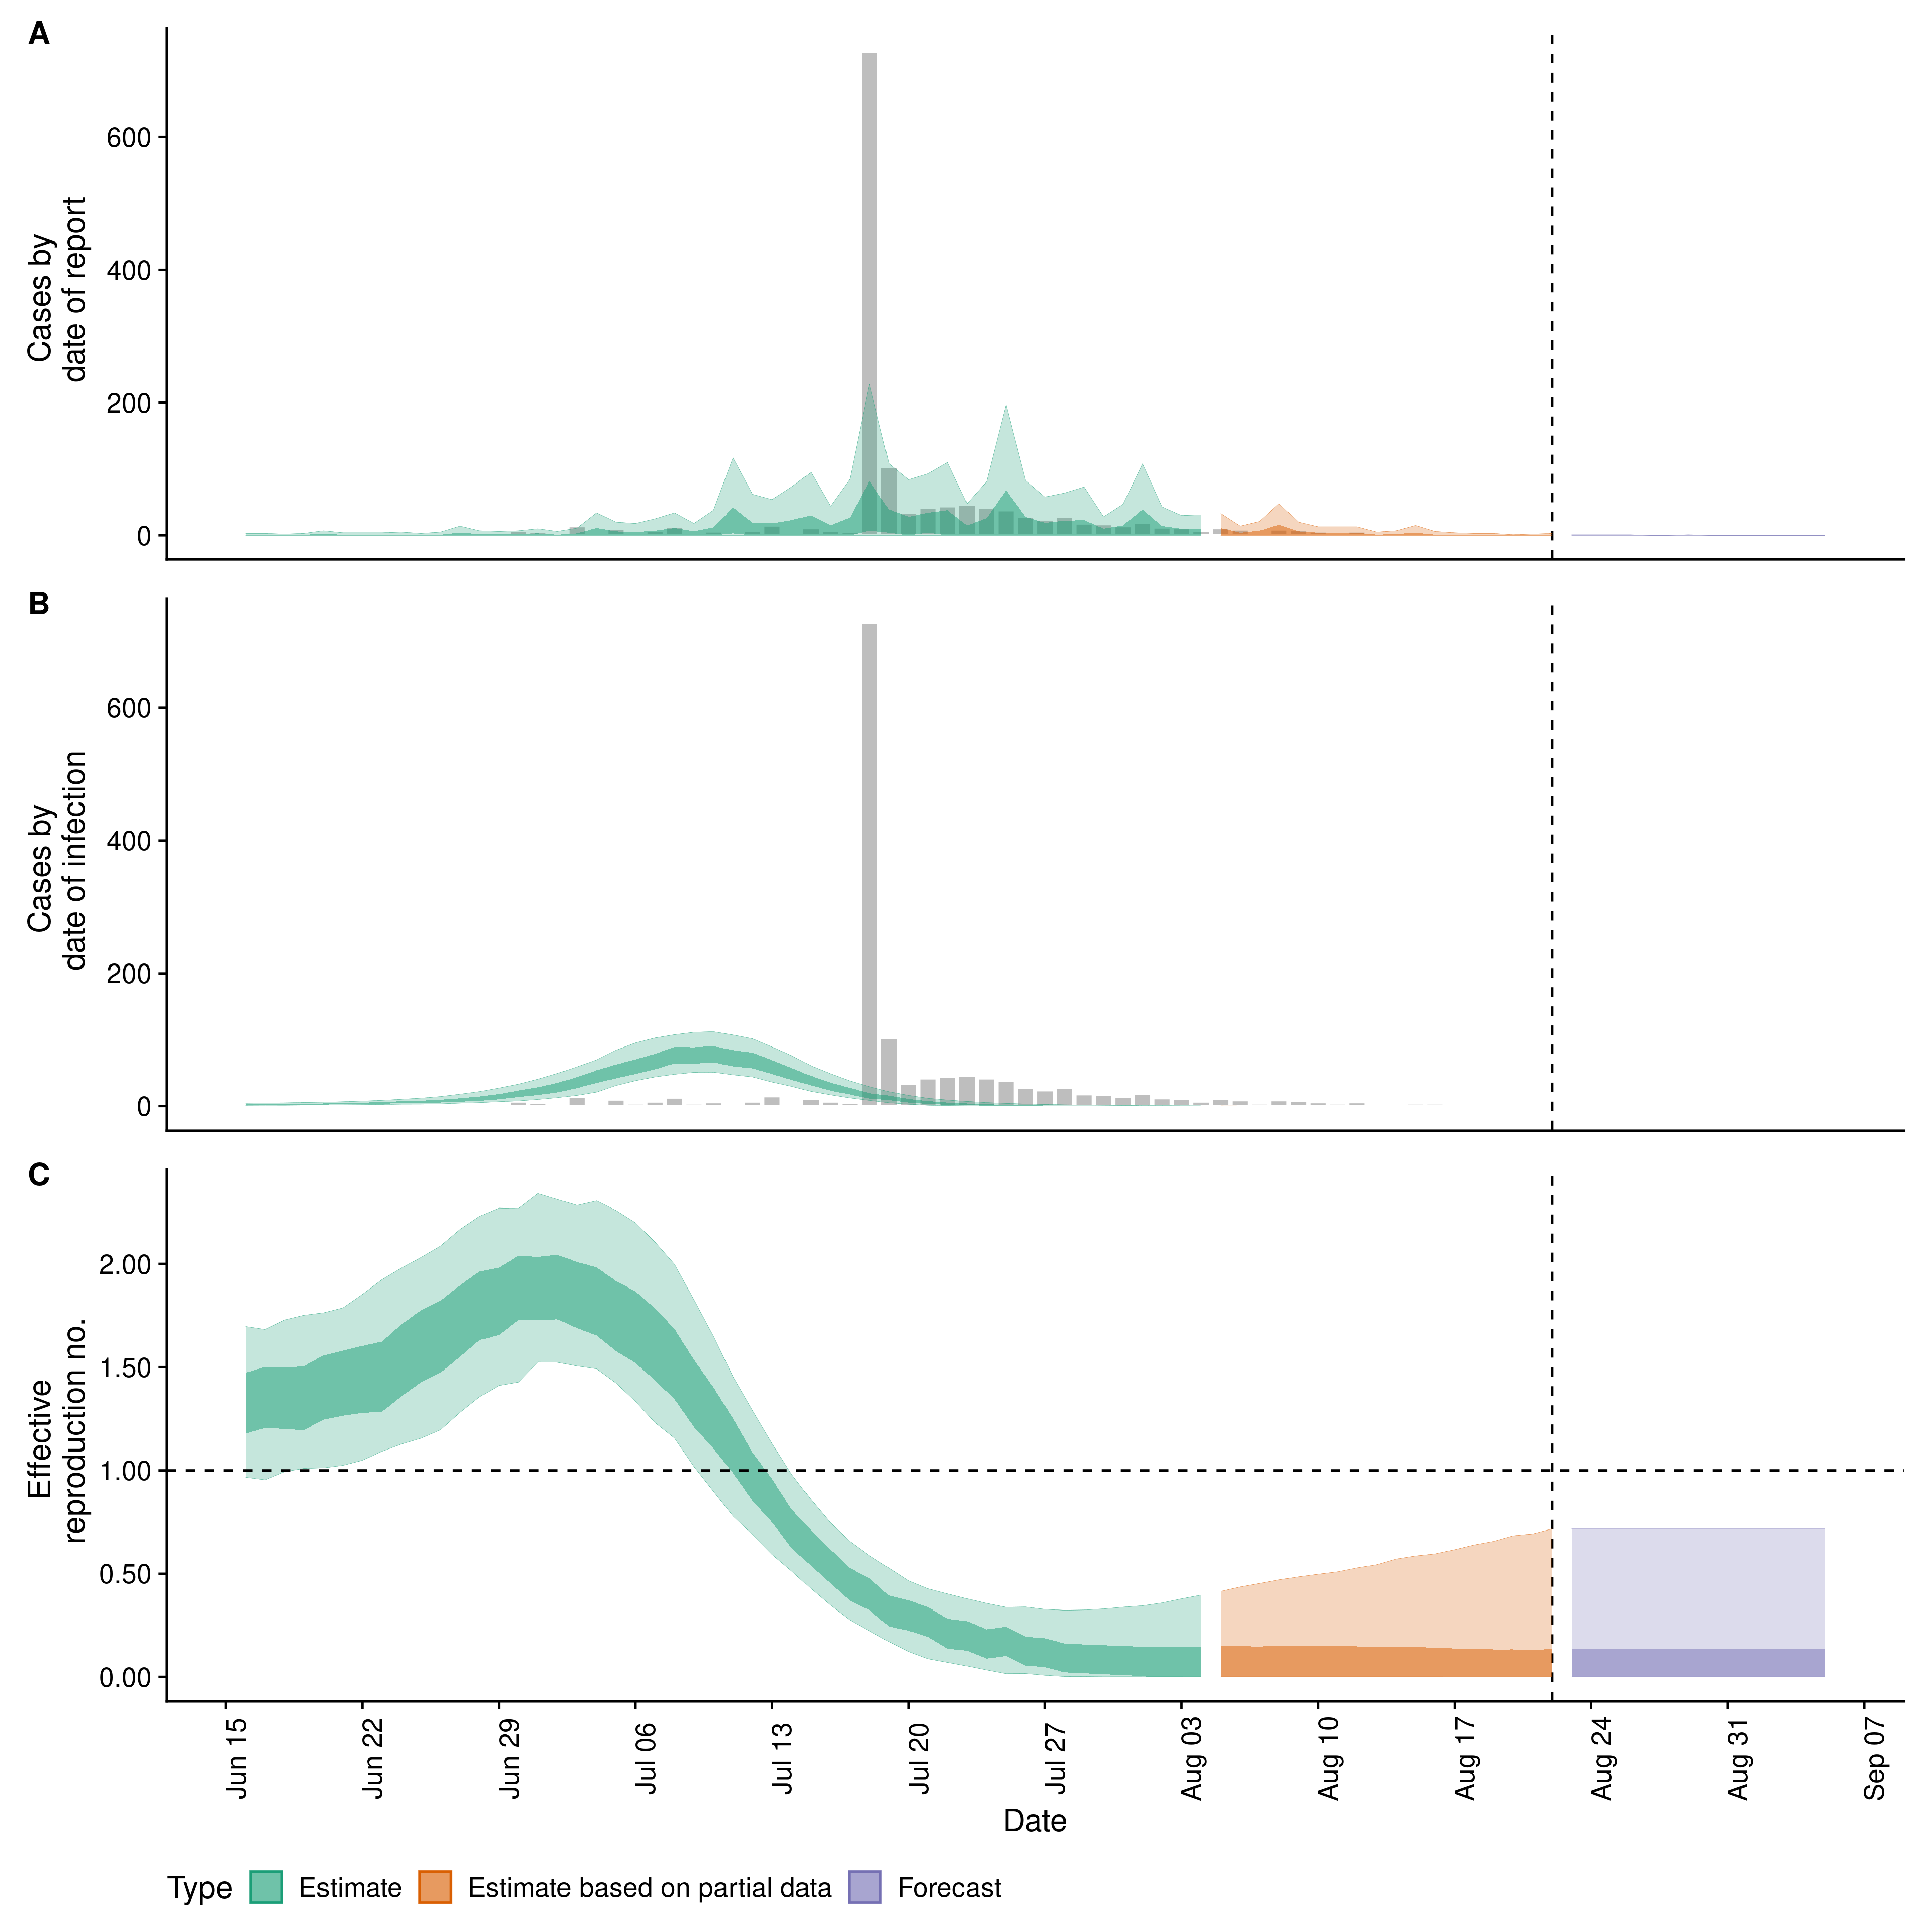 A
Cases by
date of report
600
400
200
0
B
Cases by
date of infection
600
400
200
0
C
Effective
reproduction no.
2.00
1.50
1.00
0.50
0.00
Jun 15
Jun 22
Jun 29
Jul 06
Jul 13
Jul 20
Jul 27
Aug 03
Aug 10
Aug 17
Aug 24
Aug 31
Sep 07
Date
Type Estimate Estimate based on partial data Forecast